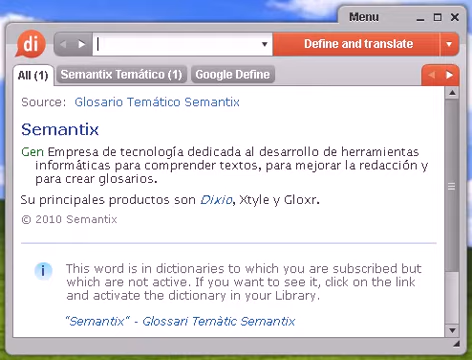 Menu
di
Define and translate
All (1)
Semantix Temático (1)
Google Define
Source: Glosario Temático Semantix
Semantix
Gen Empresa de tecnología dedicada al desarrollo de herramientas
informáticas para comprender textos, para mejorar la redacción y
para crear glosarios.
Su principales productos son Dixio, Xtyle y Gloxr.
© 2010 Semantix
i
This word is in dictionaries to which you are subscribed but
which are not active. If you want to see it, click on the link
and activate the dictionary in your Library.
"Semantix" - Glossari Temàtic Semantix